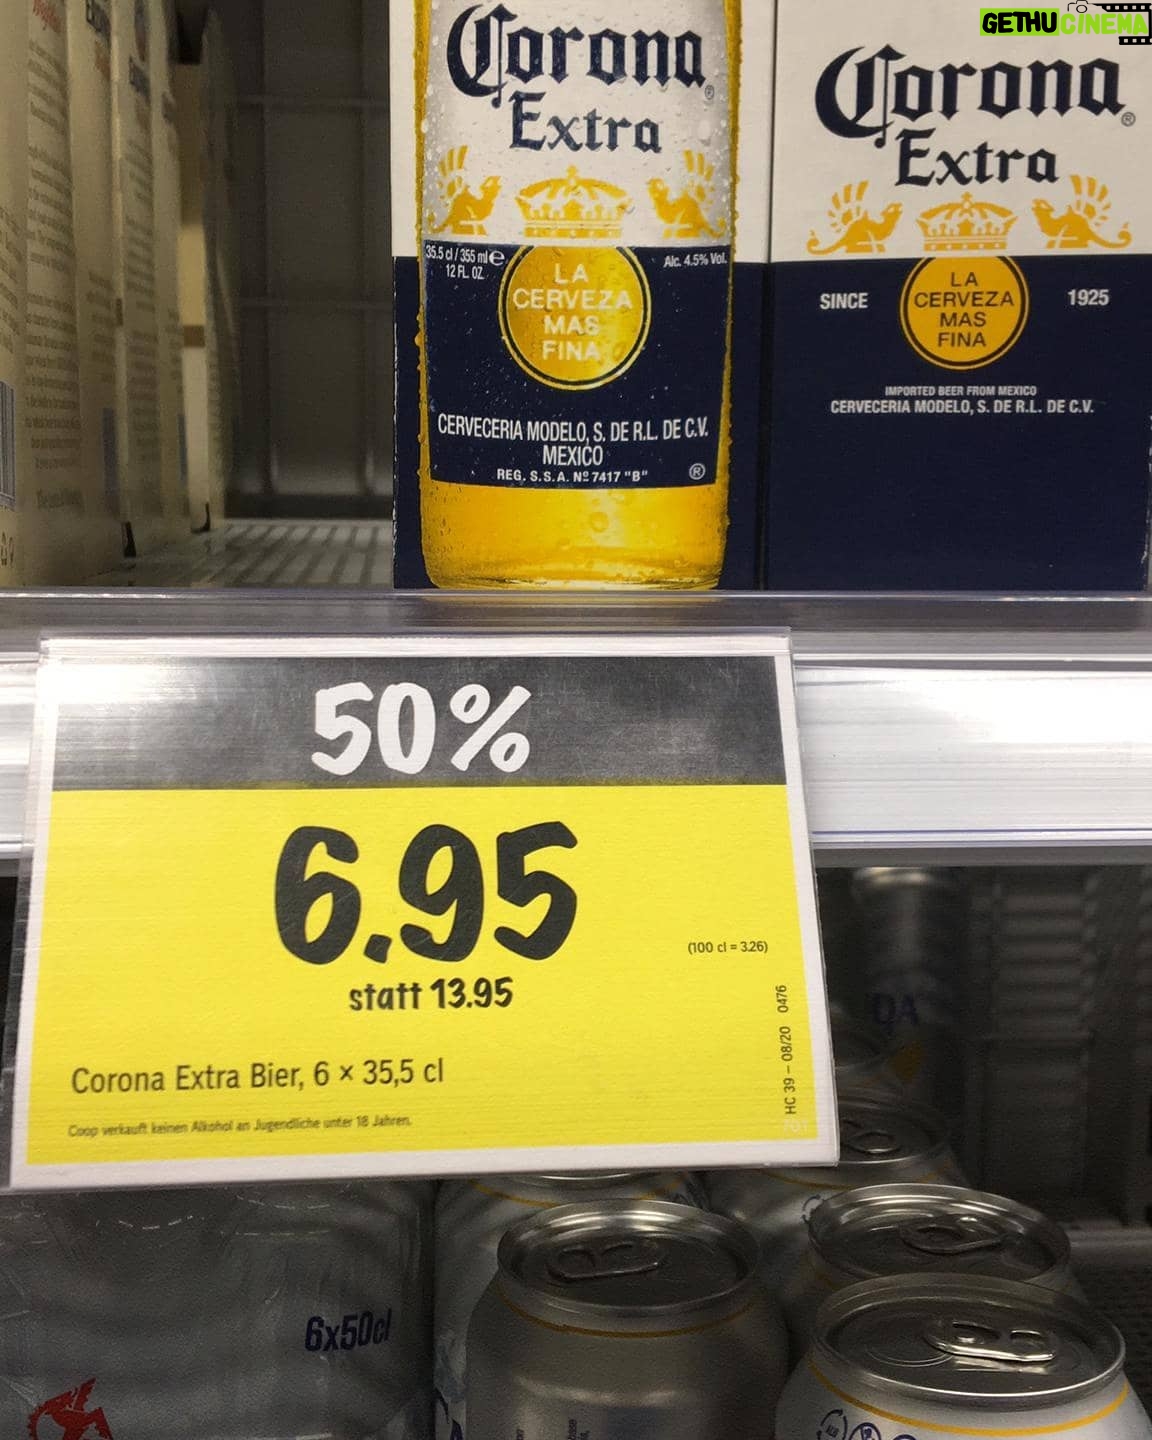 GETHUCINEMA
Corona
Extra
35.5 cl / 355 ml e
12 FL. OZ.
Alc. 4.5% Vol.
LA
CERVEZA
MAS
FINA
CERVECERIA MODELO, S. DE R.L. DE C.V.
MEXICO
REG. S.S.A. Nº 7417 "B" ®
Corona®
Extra
SINCE 1925
LA
CERVEZA
MAS
FINA
IMPORTED BEER FROM MEXICO
CERVECERIA MODELO, S. DE R.L. DE C.V.
50%
6.95
(100 cl = 3.26)
statt 13.95
Corona Extra Bier, 6 × 35,5 cl
Coop verkauft keinen Alkohol an Jugendliche unter 18 Jahren.
HC 39 – 08/20 0476
701
6x50cl